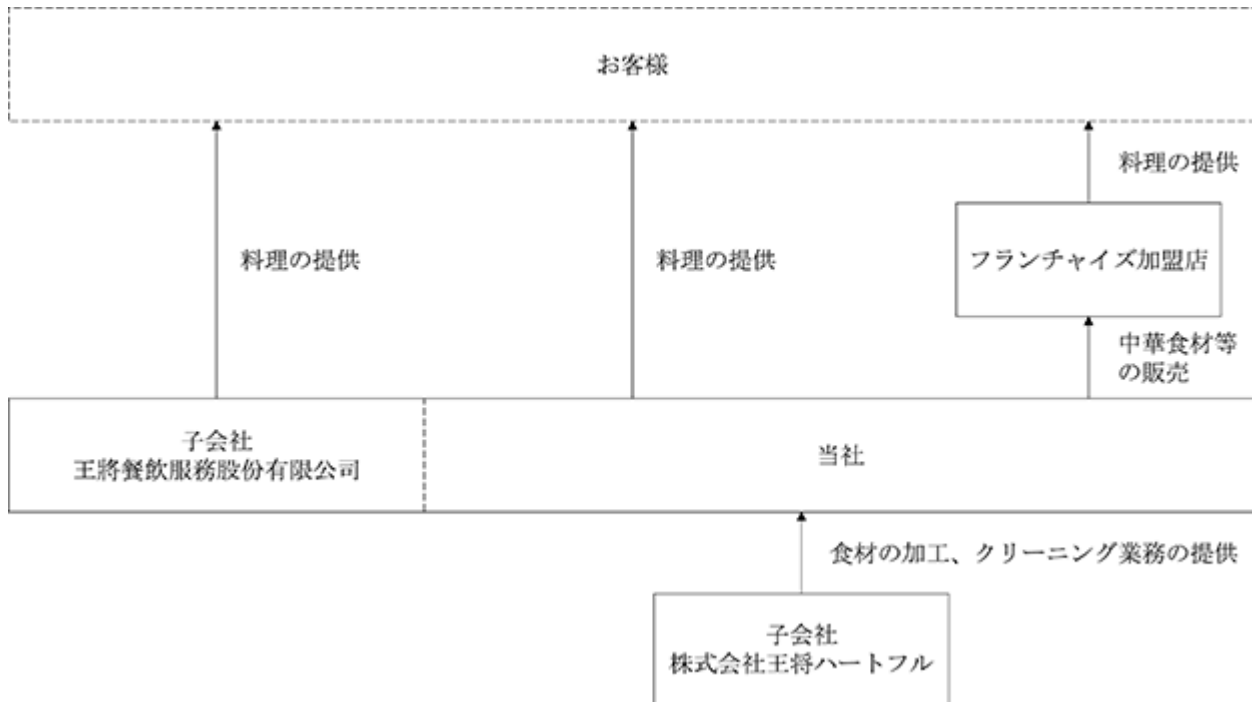 お客様
料理の提供
料理の提供
料理の提供
フランチャイズ加盟店
中華食材等
の販売
子会社
王將餐飲服務股份有限公司
当社
食材の加工、クリーニング業務の提供
子会社
株式会社王将ハートフル